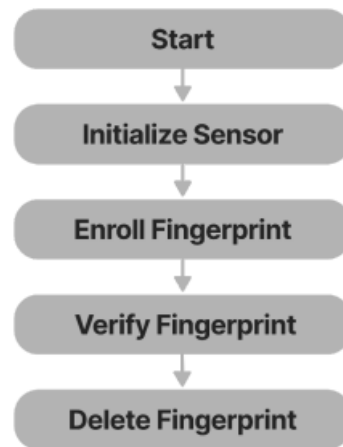 Start
Initialize Sensor
Enroll Fingerprint
Verify Fingerprint
Delete Fingerprint